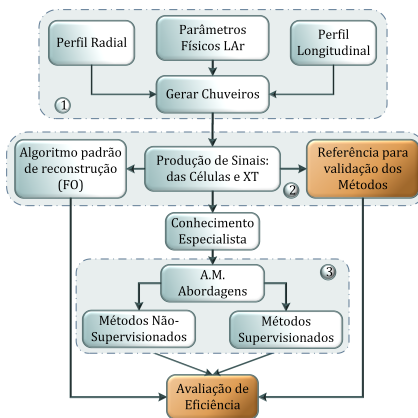 Perfil Radial
Parâmetros
Físicos LAr
Perfil
Longitudinal
Gerar Chuveiros
1
Algoritmo padrão
de reconstrução
(FO)
Produção de Sinais:
das Células e XT
Referência para
validação dos
Métodos
2
Conhecimento
Especialista
3
A.M.
Abordagens
Métodos Não-
Supervisionados
Métodos
Supervisionados
Avaliação de
Eficiência